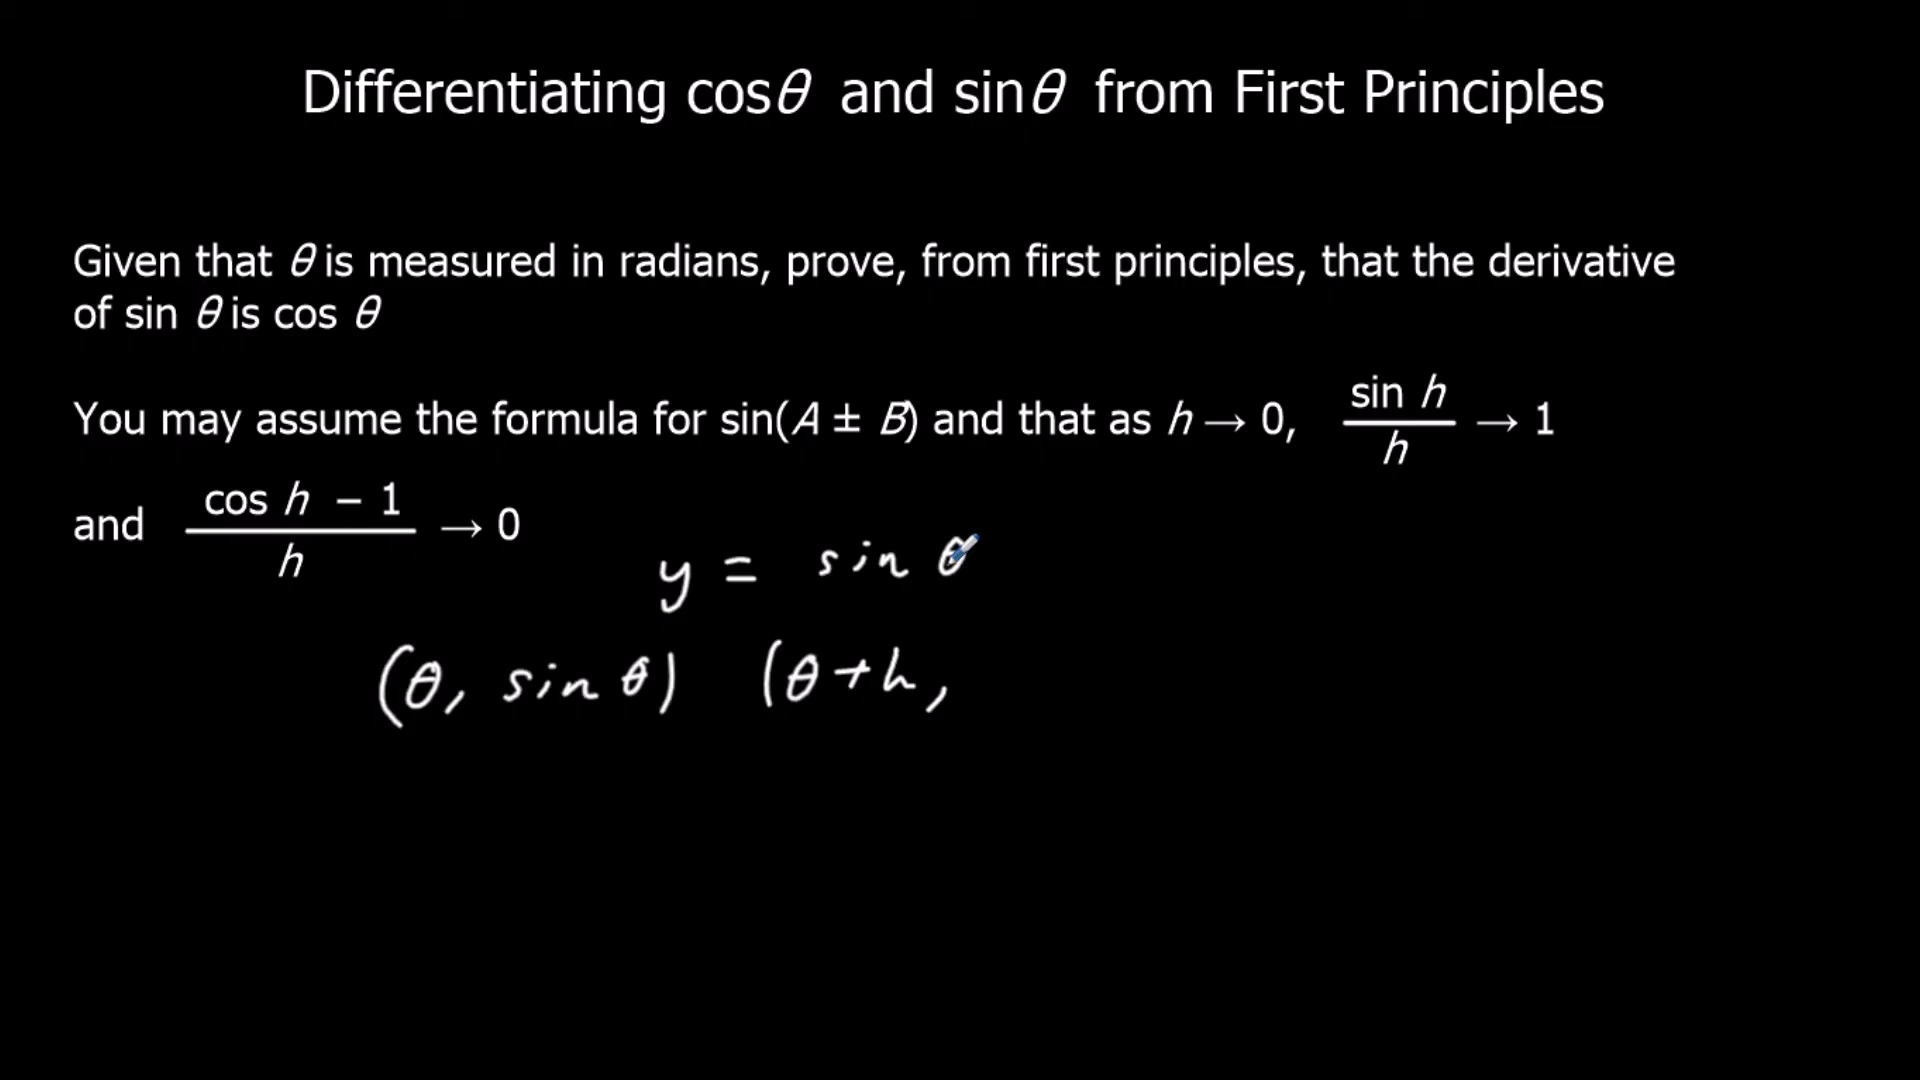 Differentiating cosθ and sinθ from First Principles
Given that θ is measured in radians, prove, from first principles, that the derivative
of sin θ is cos θ
You may assume the formula for sin(A ± B) and that as h → 0, sin h / h → 1
and cos h − 1 / h → 0
y = sin θ
(θ, sin θ) (θ+h,